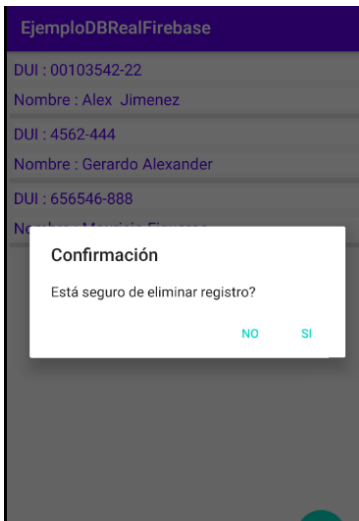 EjemploDBRealFirebase
DUI : 00103542-22
Nombre : Alex  Jimenez
DUI : 4562-444
Nombre : Gerardo Alexander
DUI : 656546-888
Confirmación
Está seguro de eliminar registro?
NO
SI